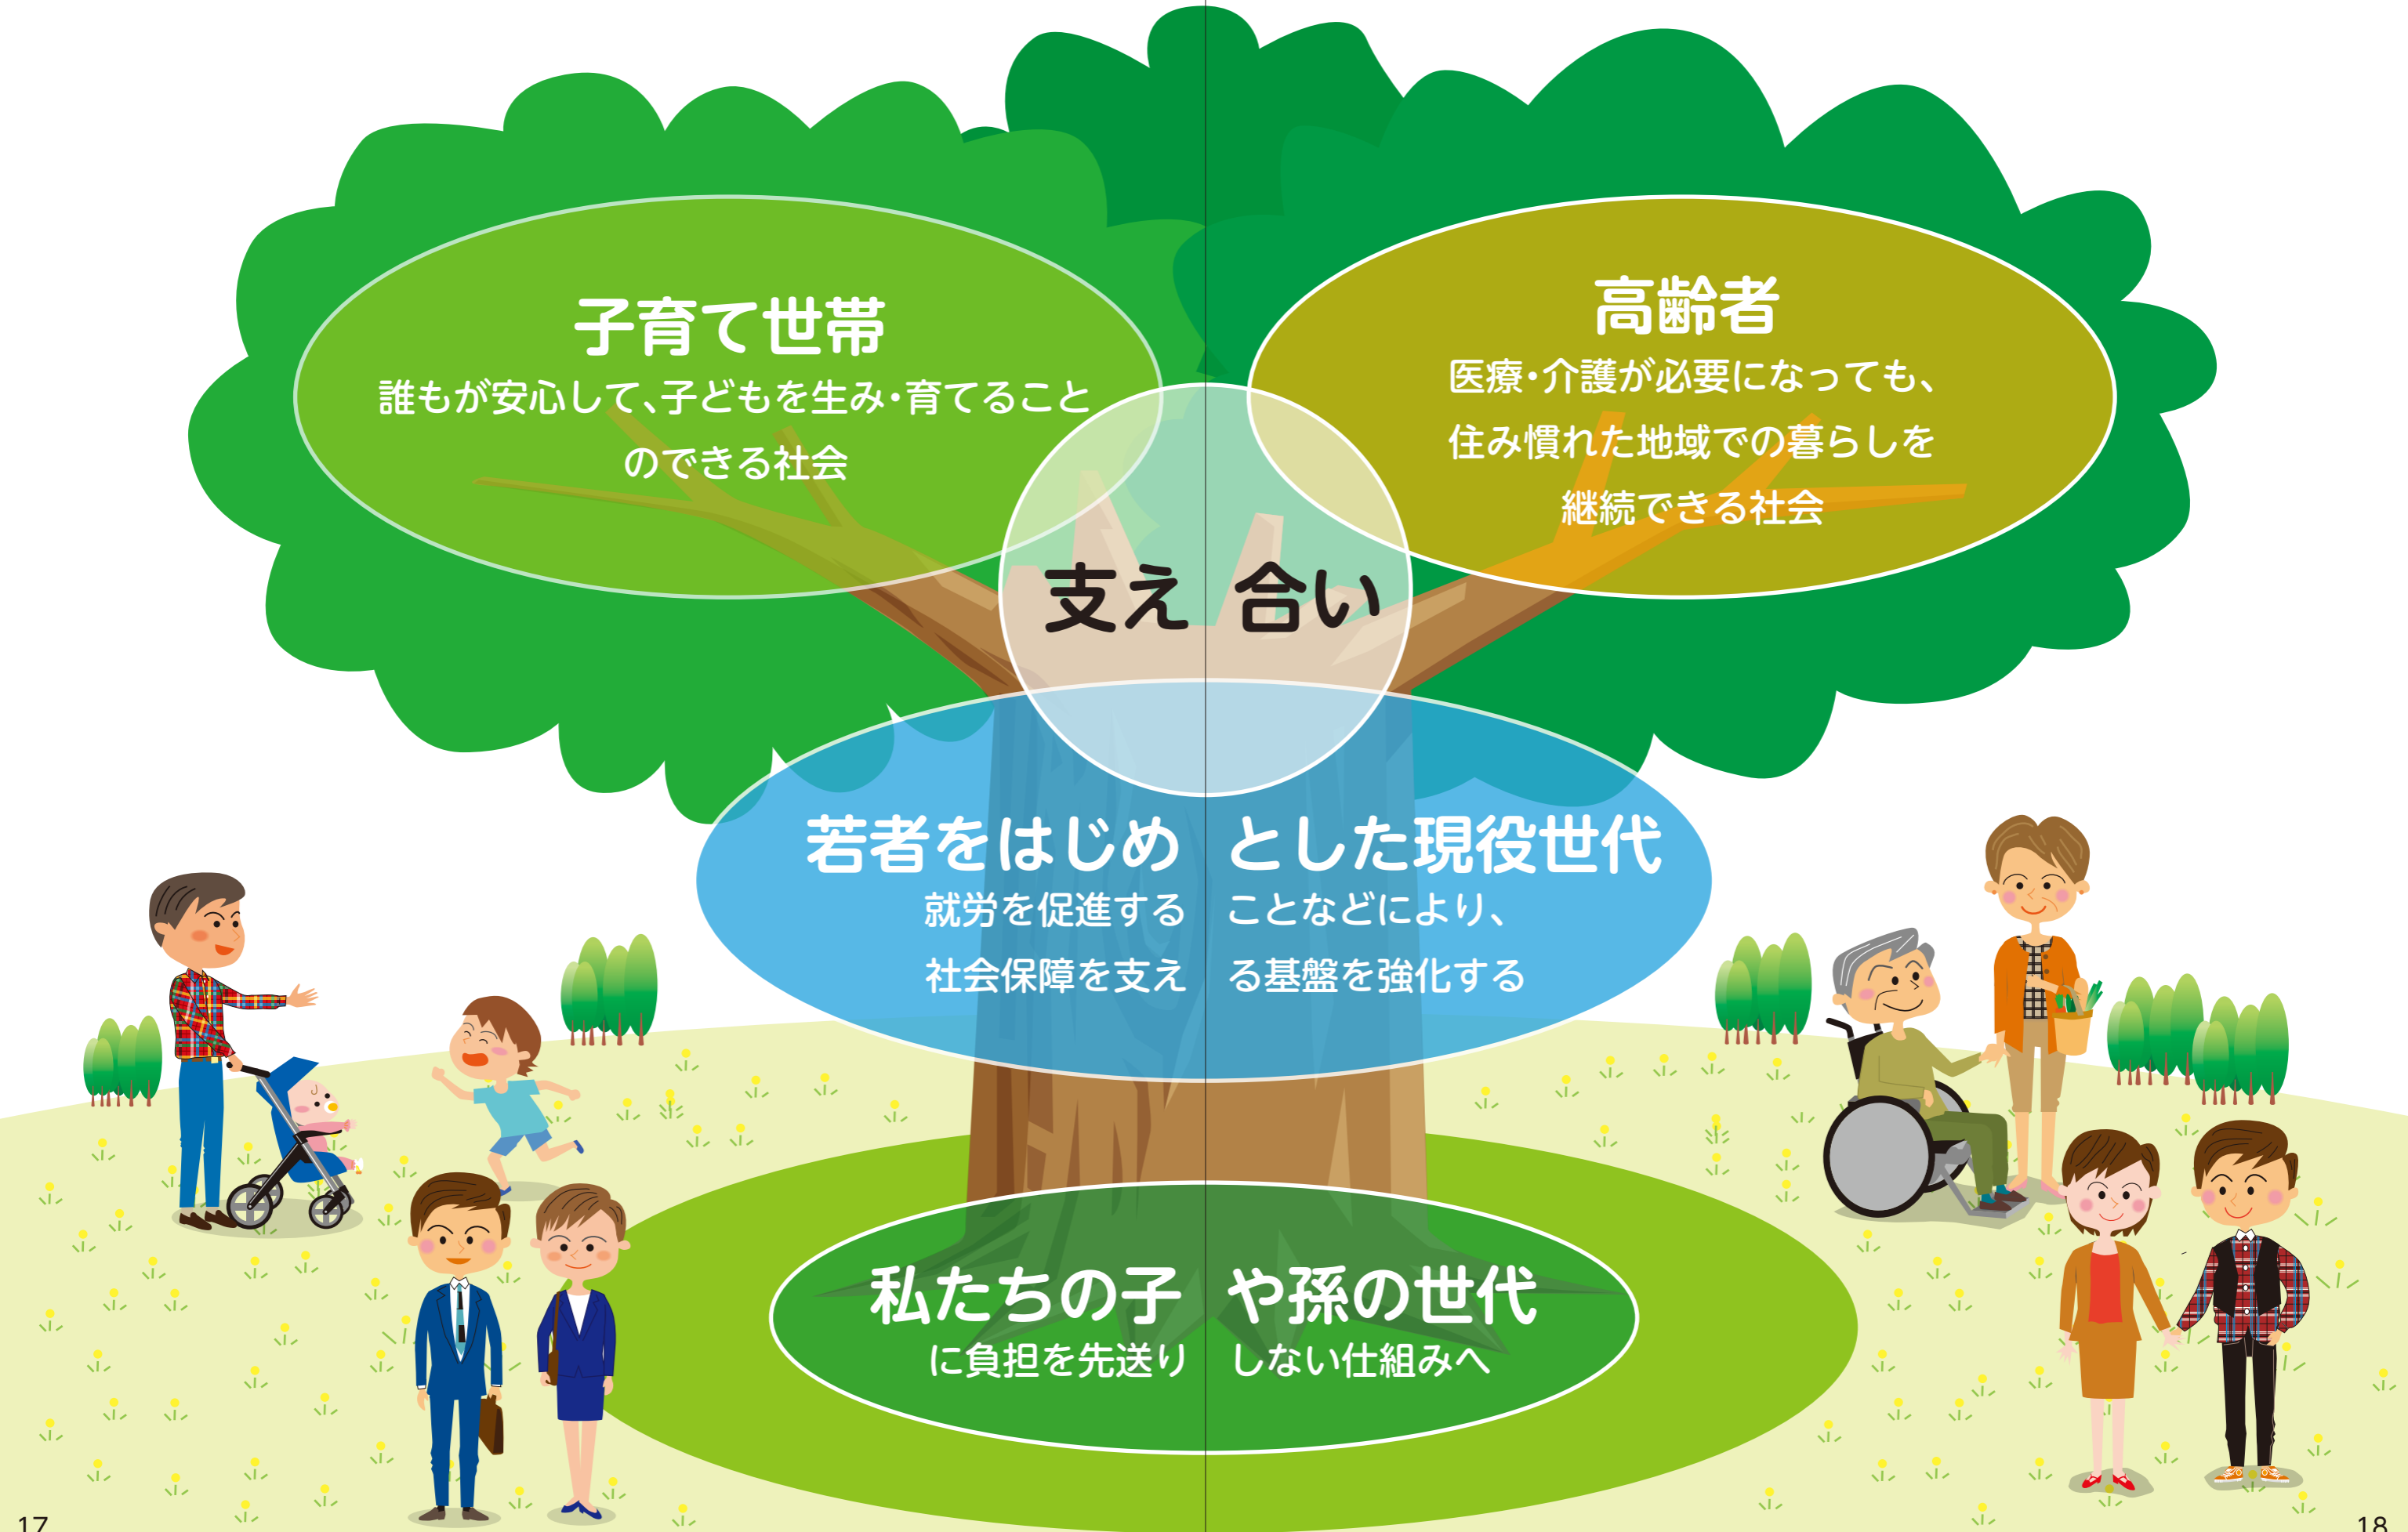 子育て世帯
誰もが安心して、子どもを生み・育てること
のできる社会
高齢者
医療・介護が必要になっても、
住み慣れた地域での暮らしを
継続できる社会
支え合い
若者をはじめとした現役世代
就労を促進することなどにより、
社会保障を支える基盤を強化する
私たちの子や孫の世代
に負担を先送りしない仕組みへ
17
18